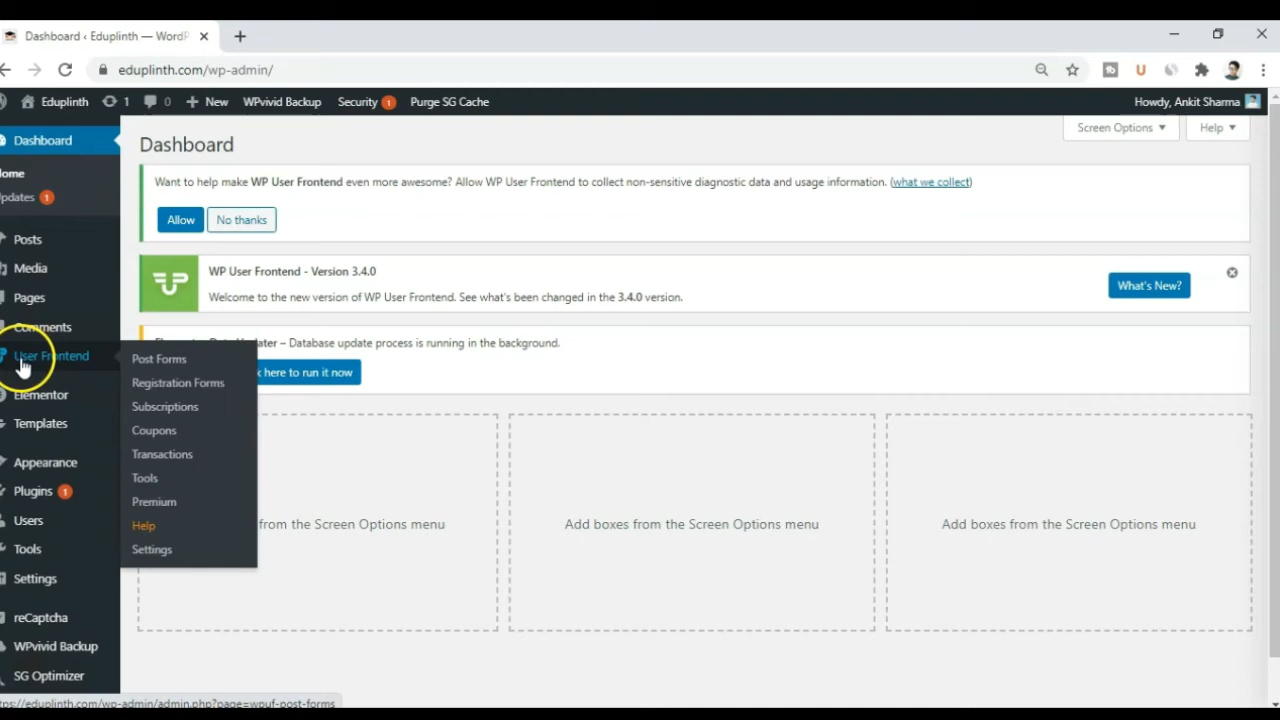 Dashboard ‹ Eduplinth — WordP
eduplinth.com/wp-admin/
Eduplinth 1 0 New WPvivid Backup Security 1 Purge SG Cache Howdy, Ankit Sharma
Dashboard
ome
pdates 1
Posts
Media
Pages
Comments
User Frontend
Elementor
Templates
Appearance
Plugins 1
Users
Tools
Settings
reCaptcha
WPvivid Backup
SG Optimizer
Post Forms
Registration Forms
Subscriptions
Coupons
Transactions
Tools
Premium
Help
Settings
Screen Options Help
Dashboard
Want to help make WP User Frontend even more awesome? Allow WP User Frontend to collect non-sensitive diagnostic data and usage information. (what we collect)
Allow No thanks
WP User Frontend - Version 3.4.0
Welcome to the new version of WP User Frontend. See what's been changed in the 3.4.0 version.
What's New?
ater – Database update process is running in the background.
here to run it now
from the Screen Options menu
Add boxes from the Screen Options menu
Add boxes from the Screen Options menu
tps://eduplinth.com/wp-admin/admin.php?page=wpuf-post-forms